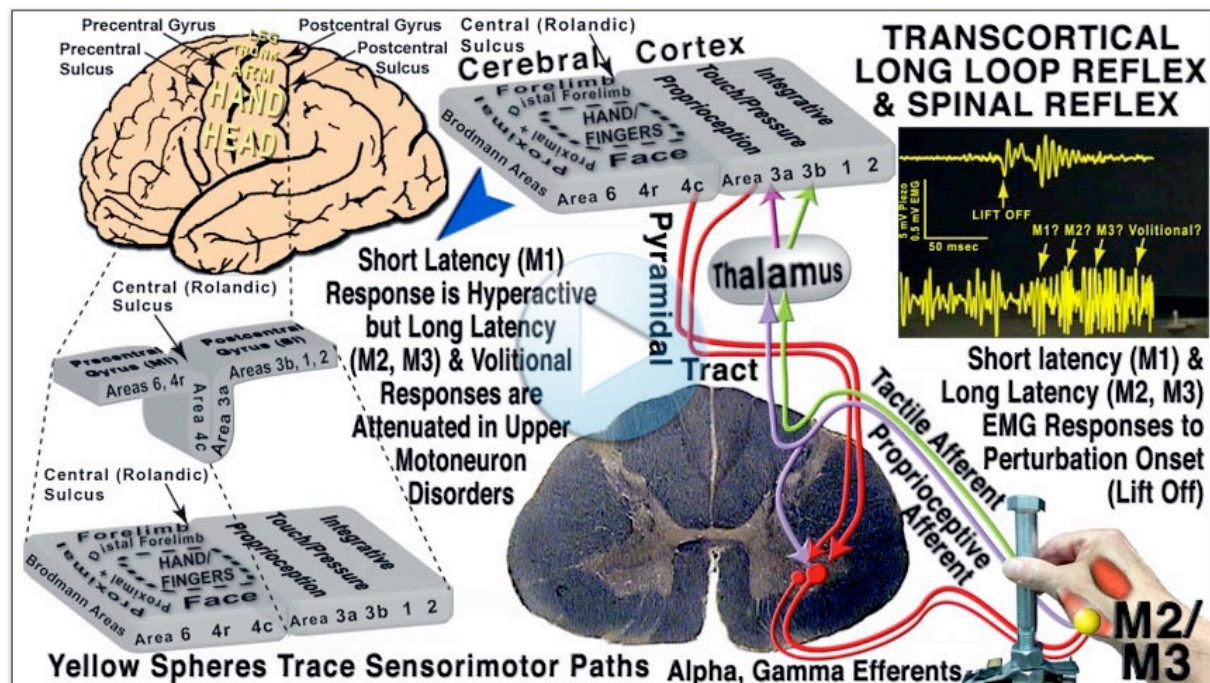 Precentral Gyrus
Postcentral Gyrus
Precentral
Sulcus
Postcentral
Sulcus
LEG
TRUNK
ARM
HAND
HEAD
Central (Rolandic)
Sulcus
Cerebral Cortex
Forelimb
Distal Forelimb
HAND/
FINGERS
Proximal
Proximal +
Face
Proprioception
Touch/Pressure
Integrative
Brodmann Areas
Area 6 4r 4c
Area 3a 3b 1 2
TRANSCORTICAL
LONG LOOP REFLEX
& SPINAL REFLEX
5 mV Piezo
0.5 mV EMG
LIFT OFF
50 msec
M1? M2? M3? Volitional?
Short Latency (M1)
Response is Hyperactive
but Long Latency
(M2, M3) & Volitional
Responses are
Attenuated in Upper
Motoneuron
Disorders
Pyramidal
Tract
Thalamus
Short latency (M1) &
Long Latency (M2, M3)
EMG Responses to
Perturbation Onset
(Lift Off)
Tactile Afferent
Proprioceptive
Afferent
Central (Rolandic)
Sulcus
Precentral
Gyrus (MI)
Postcentral
Gyrus (SI)
Areas 6, 4r
Areas 3b, 1, 2
Area 4c
Area 3a
Central (Rolandic)
Sulcus
Forelimb
Distal Forelimb
HAND/
FINGERS
Proximal
Proximal +
Face
Proprioception
Touch/Pressure
Integrative
Brodmann Areas
Area 6 4r 4c
Area 3a 3b 1 2
Yellow Spheres Trace Sensorimotor Paths
Alpha, Gamma Efferents
M2/
M3